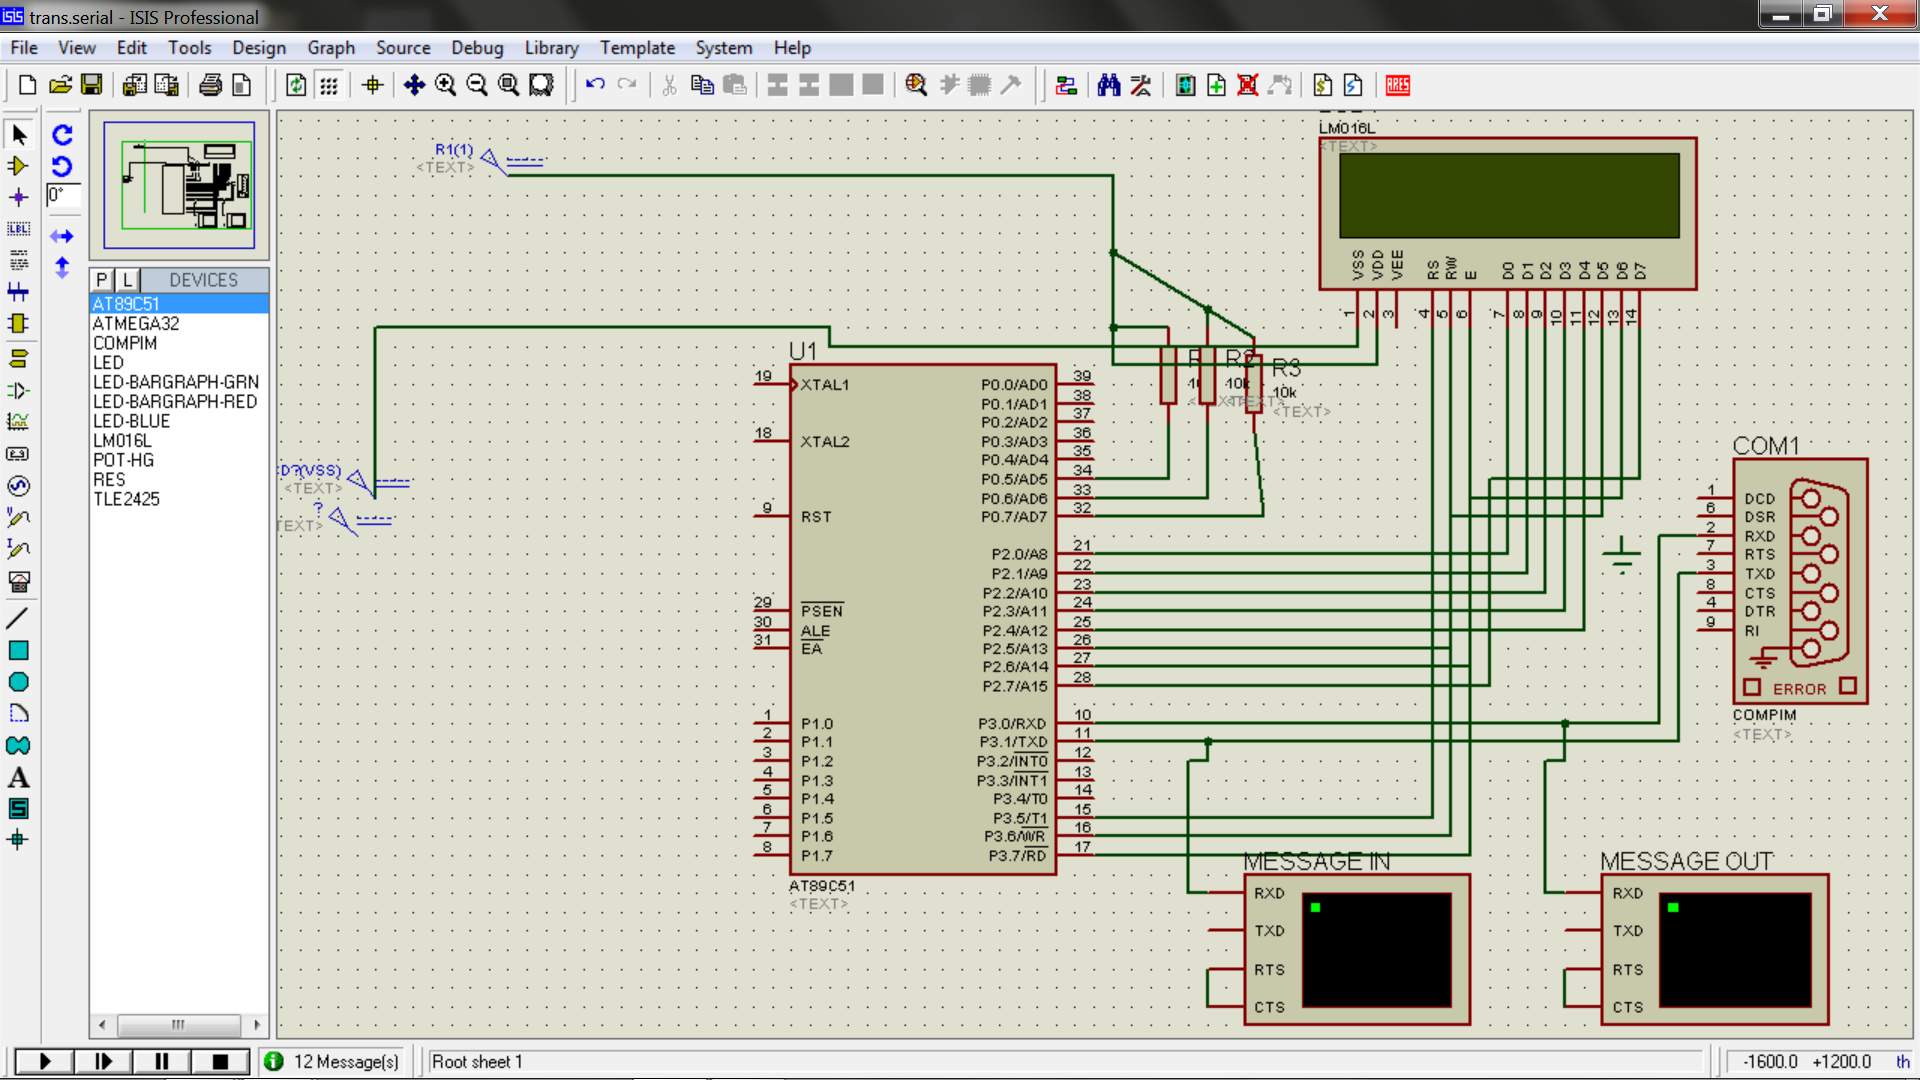 trans.serial - ISIS Professional
File View Edit Tools Design Graph Source Debug Library Template System Help
ARES
LBL
0°
P L DEVICES
AT89C51
ATMEGA32
COMPIM
LED
LED-BARGRAPH-GRN
LED-BARGRAPH-RED
LED-BLUE
LM016L
POT-HG
RES
TLE2425
R1(1)
<TEXT>
D?(VSS)
<TEXT>
?
TEXT>
LM016L
<TEXT>
VSS VDD VEE RS RW E D0 D1 D2 D3 D4 D5 D6 D7
1 2 3 4 5 6 7 8 9 10 11 12 13 14
R2
10k
R3
10k
<TEXT>
U1
19 XTAL1
18 XTAL2
9 RST
29 PSEN
30 ALE
31 EA
1 P1.0
2 P1.1
3 P1.2
4 P1.3
5 P1.4
6 P1.5
7 P1.6
8 P1.7
P0.0/AD0 39
P0.1/AD1 38
P0.2/AD2 37
P0.3/AD3 36
P0.4/AD4 35
P0.5/AD5 34
P0.6/AD6 33
P0.7/AD7 32
P2.0/A8 21
P2.1/A9 22
P2.2/A10 23
P2.3/A11 24
P2.4/A12 25
P2.5/A13 26
P2.6/A14 27
P2.7/A15 28
P3.0/RXD 10
P3.1/TXD 11
P3.2/INT0 12
P3.3/INT1 13
P3.4/T0 14
P3.5/T1 15
P3.6/WR 16
P3.7/RD 17
AT89C51
<TEXT>
COM1
1 DCD
6 DSR
2 RXD
7 RTS
3 TXD
8 CTS
4 DTR
9 RI
ERROR
COMPIM
<TEXT>
MESSAGE IN
RXD
TXD
RTS
CTS
MESSAGE OUT
RXD
TXD
RTS
CTS
12 Message(s)
Root sheet 1
-1600.0 +1200.0 th